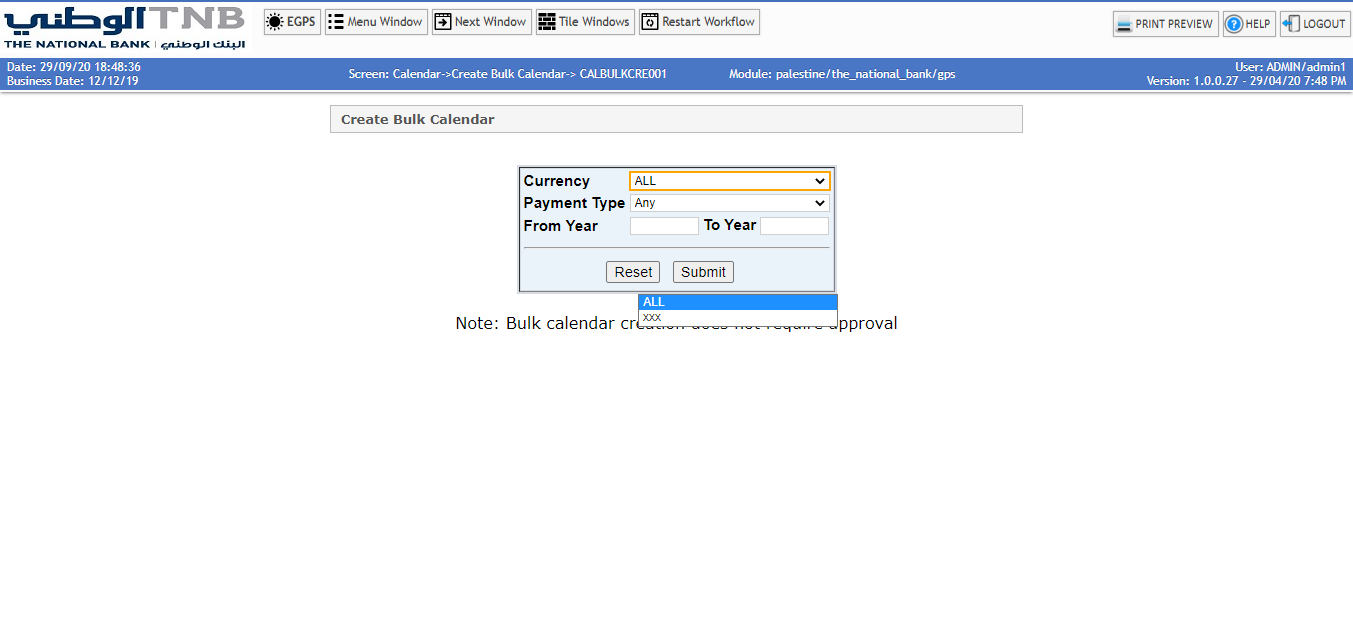 الوطني TNB
THE NATIONAL BANK | البنك الوطني
EGPS Menu Window Next Window Tile Windows Restart Workflow PRINT PREVIEW HELP LOGOUT
Date: 29/09/20 18:48:36
Business Date: 12/12/19
Screen: Calendar->Create Bulk Calendar-> CALBULKCRE001
Module: palestine/the_national_bank/gps
User: ADMIN/admin1
Version: 1.0.0.27 - 29/04/20 7:48 PM
Create Bulk Calendar
Currency ALL
Payment Type Any
From Year To Year
Reset Submit
ALL
xxx
Note: Bulk calendar creation does not require approval